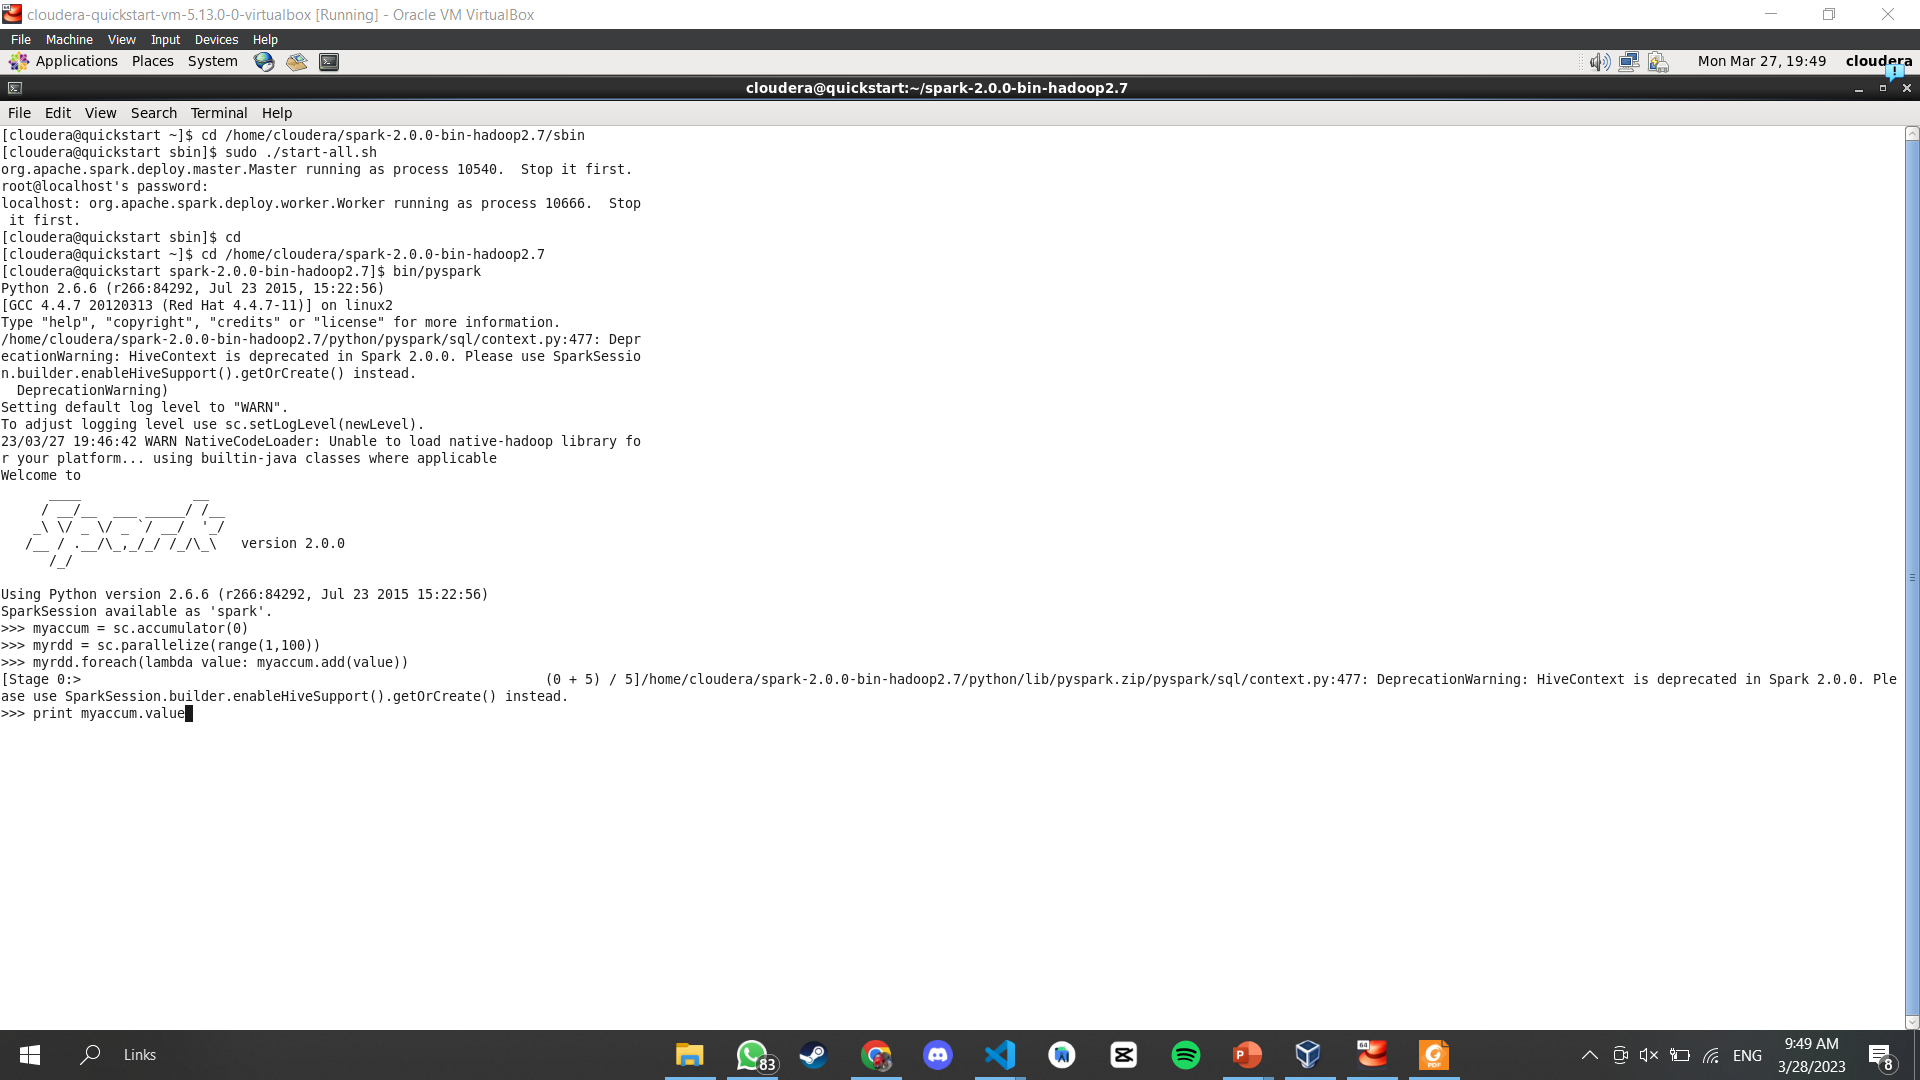 cloudera-quickstart-vm-5.13.0-0-virtualbox [Running] - Oracle VM VirtualBox
File Machine View Input Devices Help
Applications Places System Mon Mar 27, 19:49 cloudera
cloudera@quickstart:~/spark-2.0.0-bin-hadoop2.7
File Edit View Search Terminal Help
[cloudera@quickstart ~]$ cd /home/cloudera/spark-2.0.0-bin-hadoop2.7/sbin
[cloudera@quickstart sbin]$ sudo ./start-all.sh
org.apache.spark.deploy.master.Master running as process 10540.  Stop it first.
root@localhost's password:
localhost: org.apache.spark.deploy.worker.Worker running as process 10666.  Stop
 it first.
[cloudera@quickstart sbin]$ cd
[cloudera@quickstart ~]$ cd /home/cloudera/spark-2.0.0-bin-hadoop2.7
[cloudera@quickstart spark-2.0.0-bin-hadoop2.7]$ bin/pyspark
Python 2.6.6 (r266:84292, Jul 23 2015, 15:22:56)
[GCC 4.4.7 20120313 (Red Hat 4.4.7-11)] on linux2
Type "help", "copyright", "credits" or "license" for more information.
/home/cloudera/spark-2.0.0-bin-hadoop2.7/python/pyspark/sql/context.py:477: Depr
ecationWarning: HiveContext is deprecated in Spark 2.0.0. Please use SparkSessio
n.builder.enableHiveSupport().getOrCreate() instead.
  DeprecationWarning)
Setting default log level to "WARN".
To adjust logging level use sc.setLogLevel(newLevel).
23/03/27 19:46:42 WARN NativeCodeLoader: Unable to load native-hadoop library fo
r your platform... using builtin-java classes where applicable
Welcome to
      ____              __
     / __/__  ___ _____/ /__
    _\ \/ _ \/ _ `/ __/  '_/
   /__ / .__/\_,_/_/ /_/\_\   version 2.0.0
      /_/
Using Python version 2.6.6 (r266:84292, Jul 23 2015 15:22:56)
SparkSession available as 'spark'.
>>> myaccum = sc.accumulator(0)
>>> myrdd = sc.parallelize(range(1,100))
>>> myrdd.foreach(lambda value: myaccum.add(value))
[Stage 0:>                                                          (0 + 5) / 5]/home/cloudera/spark-2.0.0-bin-hadoop2.7/python/lib/pyspark.zip/pyspark/sql/context.py:477: DeprecationWarning: HiveContext is deprecated in Spark 2.0.0. Ple
ase use SparkSession.builder.enableHiveSupport().getOrCreate() instead.
>>> print myaccum.value
Links 83 ENG 9:49 AM
3/28/2023 8